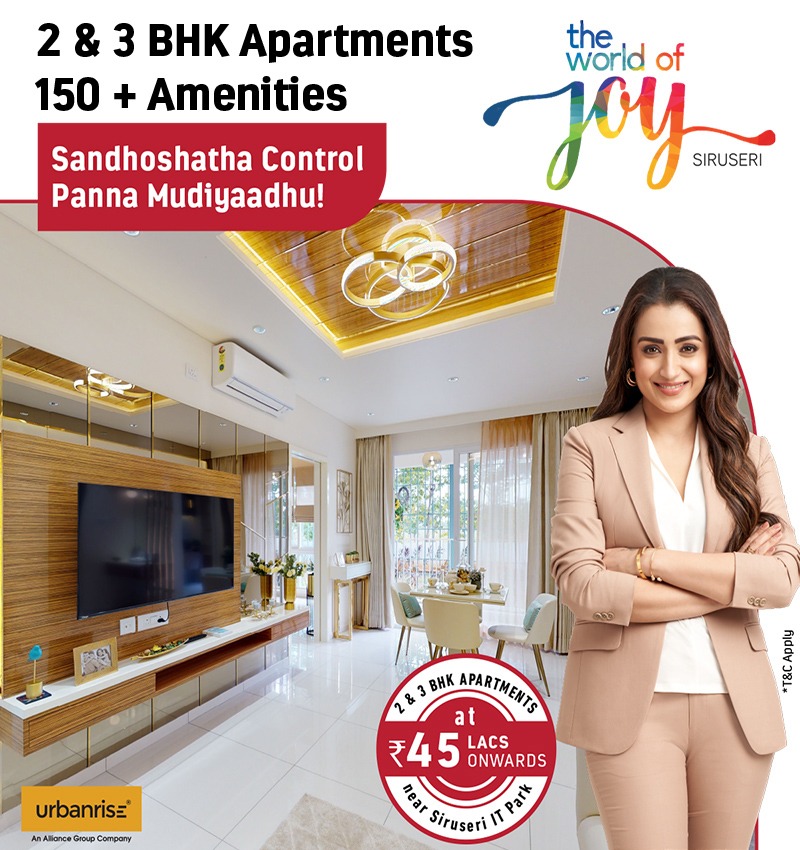 2 & 3 BHK Apartments
150 + Amenities
Sandhoshatha Control
Panna Mudiyaadhu!
the
world of
joy
SIRUSERI
2 & 3 BHK APARTMENTS
at
₹45 LACS
ONWARDS
near Siruseri IT Park
*T&C Apply
urbanrise®
An Alliance Group Company